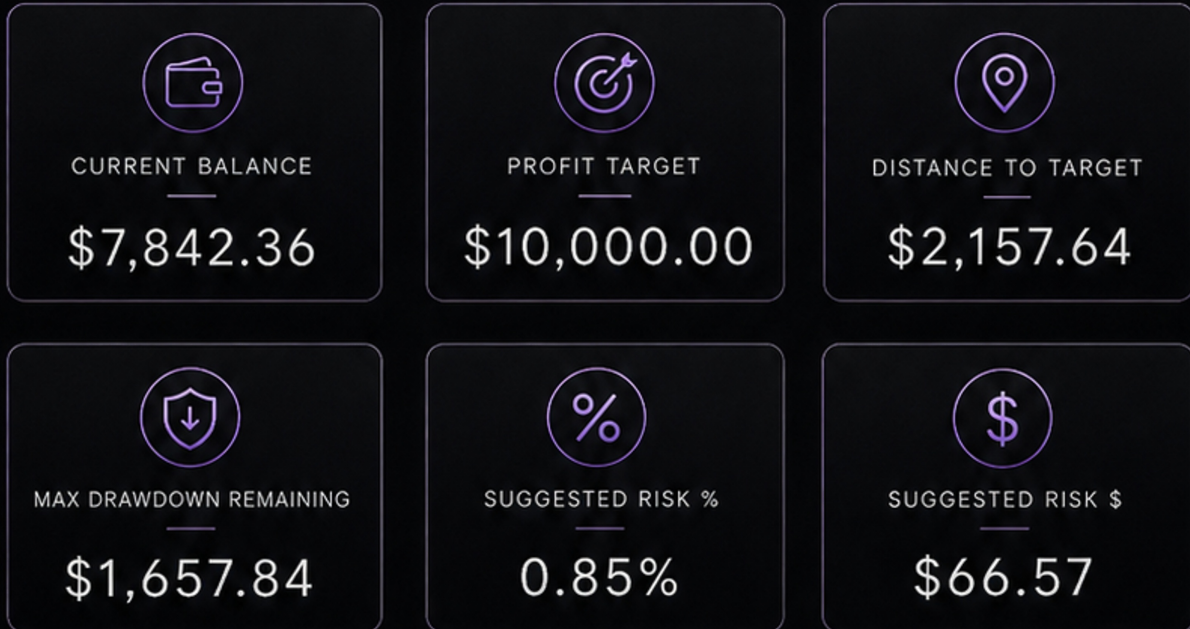 CURRENT BALANCE
$7,842.36
PROFIT TARGET
$10,000.00
DISTANCE TO TARGET
$2,157.64
MAX DRAWDOWN REMAINING
$1,657.84
SUGGESTED RISK %
0.85%
SUGGESTED RISK $
$66.57